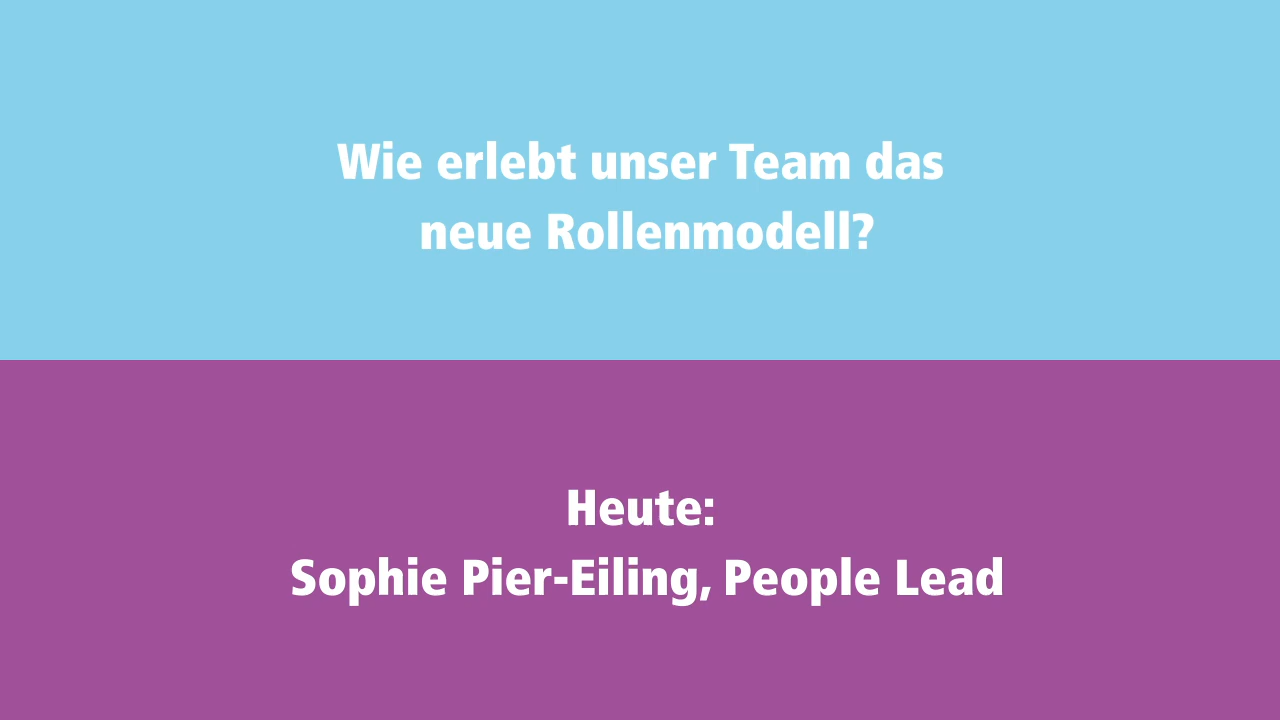 Wie erlebt unser Team das
neue Rollenmodell?
Heute:
Sophie Pier-Eiling, People Lead